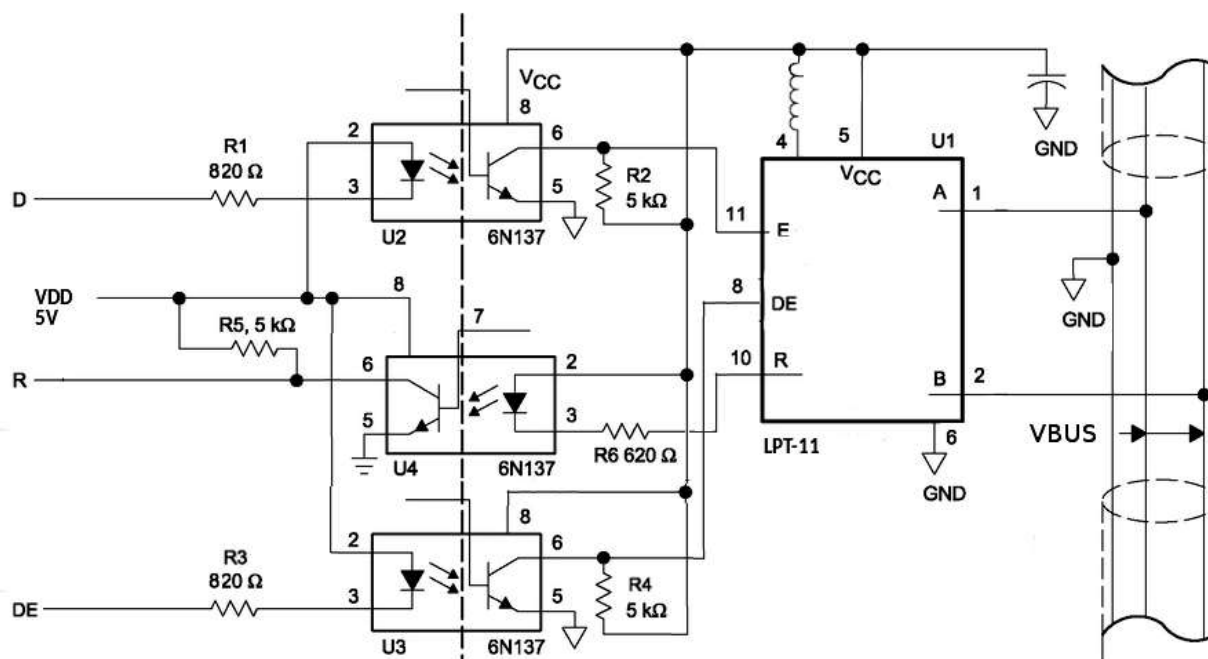 VCC
8
2
6
R1
820 Ω
D
3
5
U2
6N137
R2
5 kΩ
4
5
U1
VCC
GND
A
1
11
E
8
DE
10
R
B
2
6
LPT-11
GND
GND
VBUS
VDD
5V
8
R5, 5 kΩ
7
R
6
2
5
3
U4
6N137
R6 620 Ω
8
2
6
R3
820 Ω
DE
3
5
U3
6N137
R4
5 kΩ